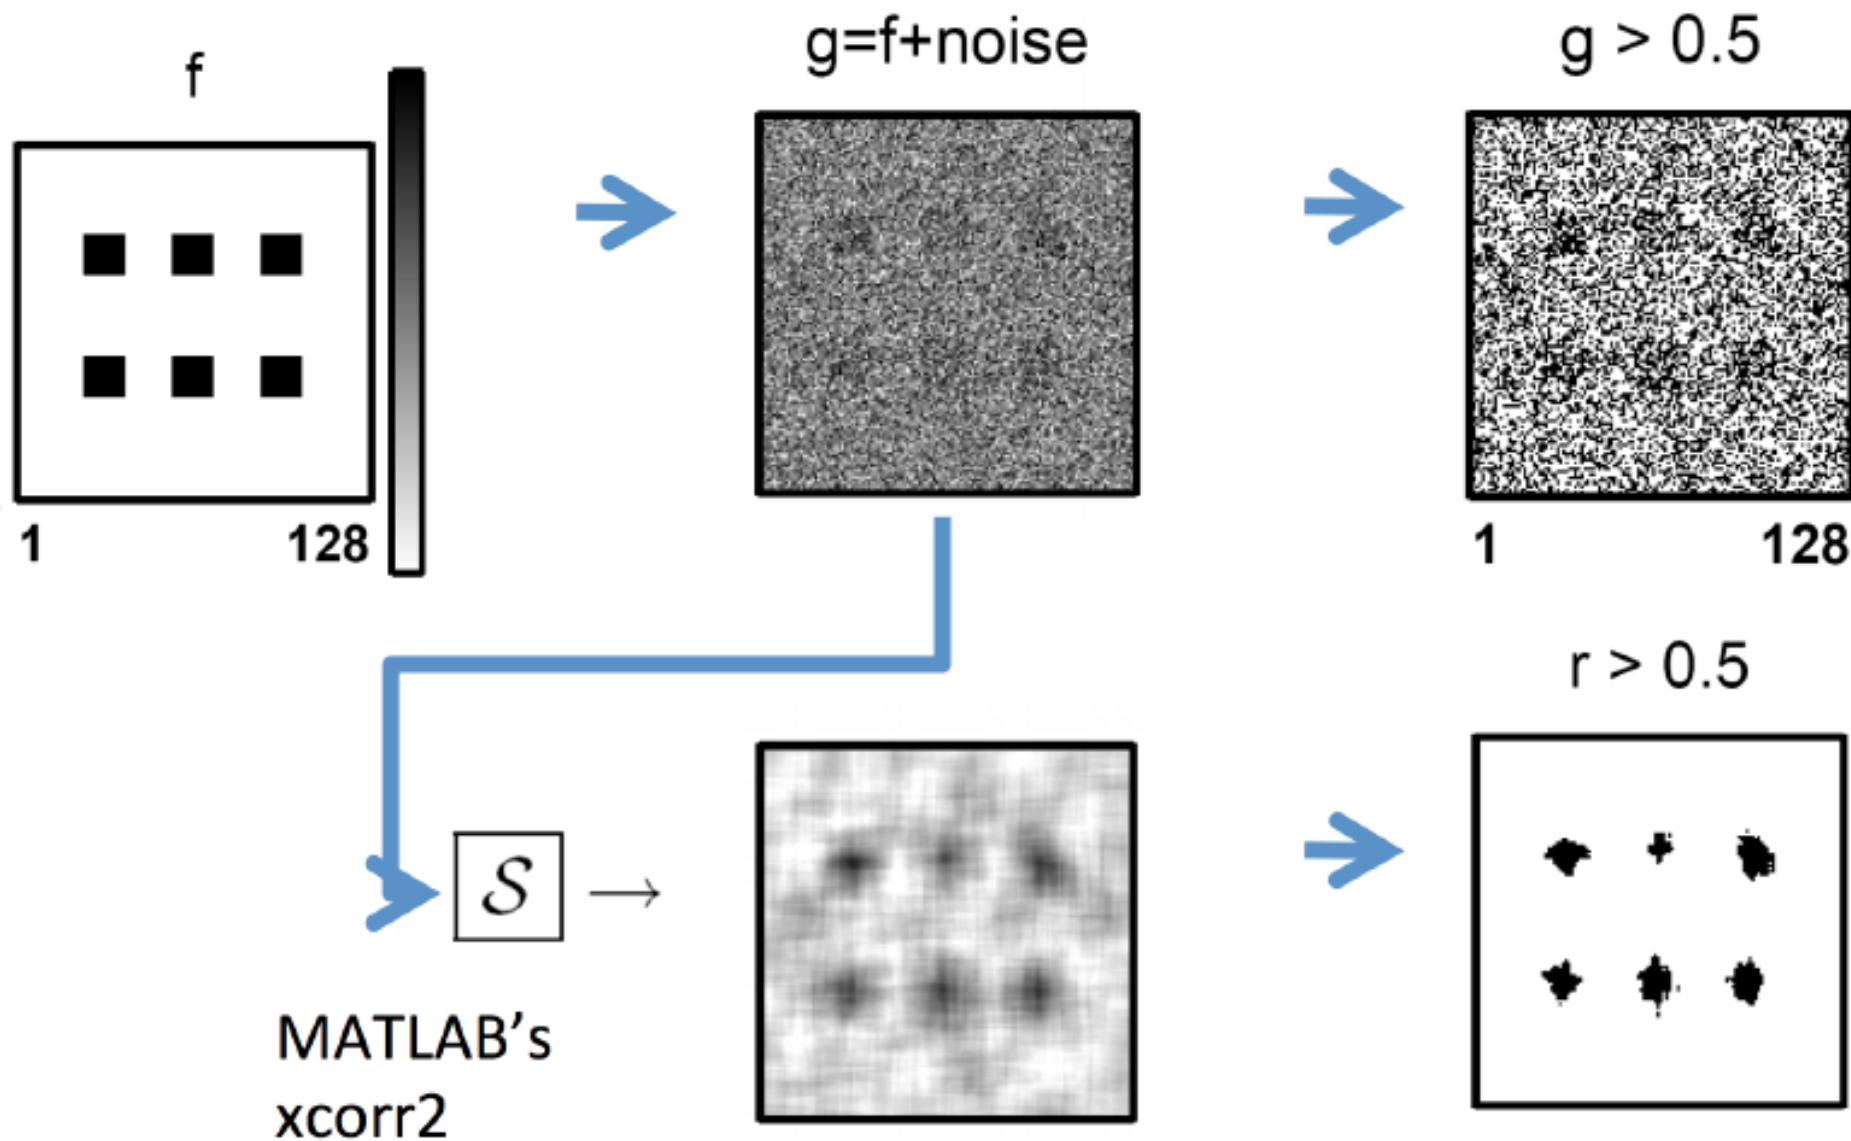 f
g=f+noise
g > 0.5
1 128
1 128
r > 0.5
𝒮 →
MATLAB’s
xcorr2